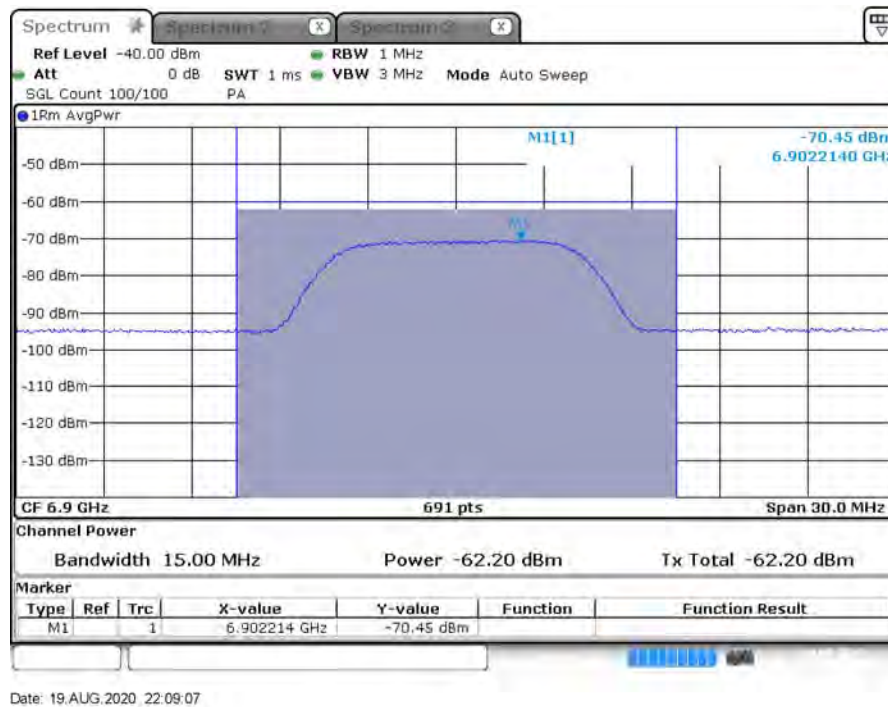 Spectrum Spectrum 2 X Spectrum 3 X
Ref Level -40.00 dBm RBW 1 MHz
Att 0 dB SWT 1 ms VBW 3 MHz Mode Auto Sweep
SGL Count 100/100 PA
1Rm AvgPwr
M1[1] -70.45 dBm
6.9022140 GHz
-50 dBm
-60 dBm
M1
-70 dBm
-80 dBm
-90 dBm
-100 dBm
-110 dBm
-120 dBm
-130 dBm
CF 6.9 GHz 691 pts Span 30.0 MHz
Channel Power
Bandwidth 15.00 MHz Power -62.20 dBm Tx Total -62.20 dBm
Marker
Type Ref Trc X-value Y-value Function Function Result
M1 1 6.902214 GHz -70.45 dBm
Date: 19.AUG.2020 22:09:07